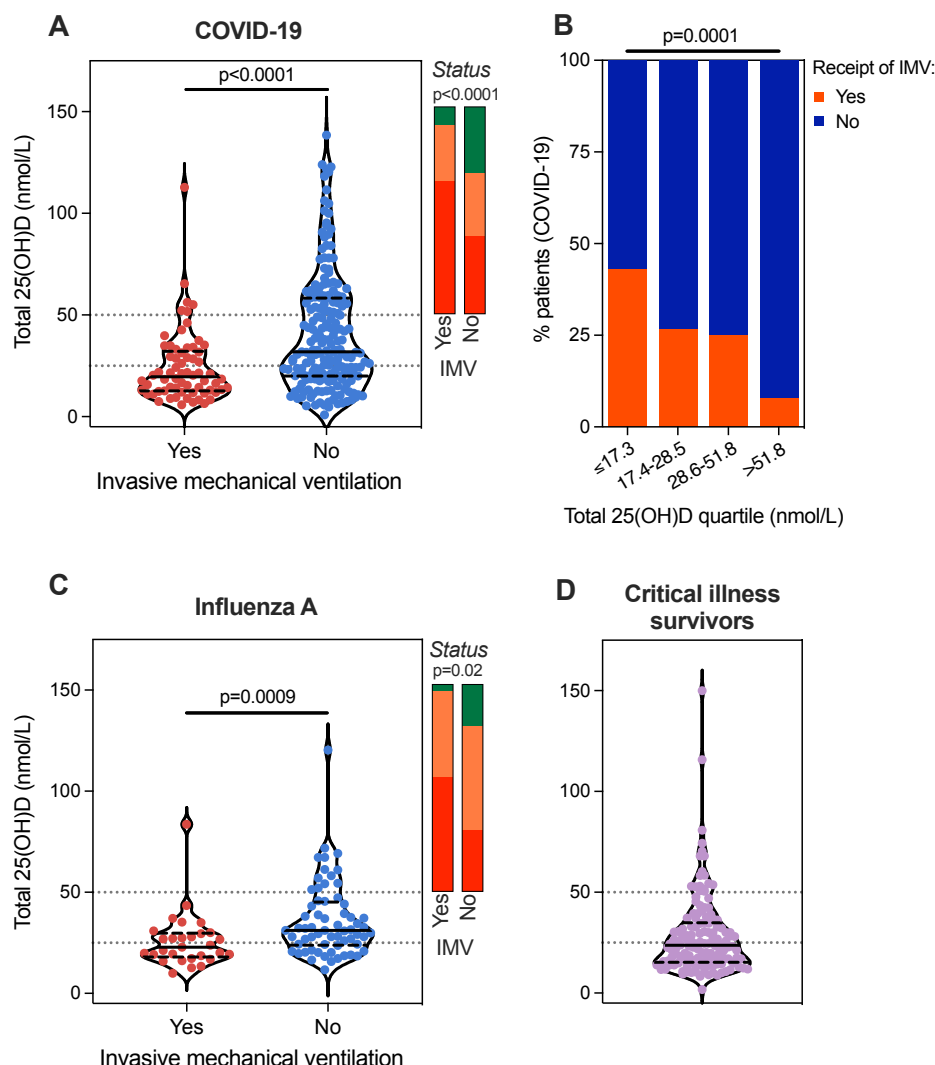 A
COVID-19
p<0.0001
Total 25(OH)D (nmol/L)
150
100
50
0
Yes
No
Invasive mechanical ventilation
Status
p<0.0001
Yes
No
IMV
B
p=0.0001
% patients (COVID-19)
100
75
50
25
0
≤17.3
17.4-28.5
28.6-51.8
>51.8
Total 25(OH)D quartile (nmol/L)
Receipt of IMV:
Yes
No
C
Influenza A
p=0.0009
Total 25(OH)D (nmol/L)
150
100
50
0
Yes
No
Invasive mechanical ventilation
Status
p=0.02
Yes
No
IMV
D
Critical illness
survivors
150
100
50
0